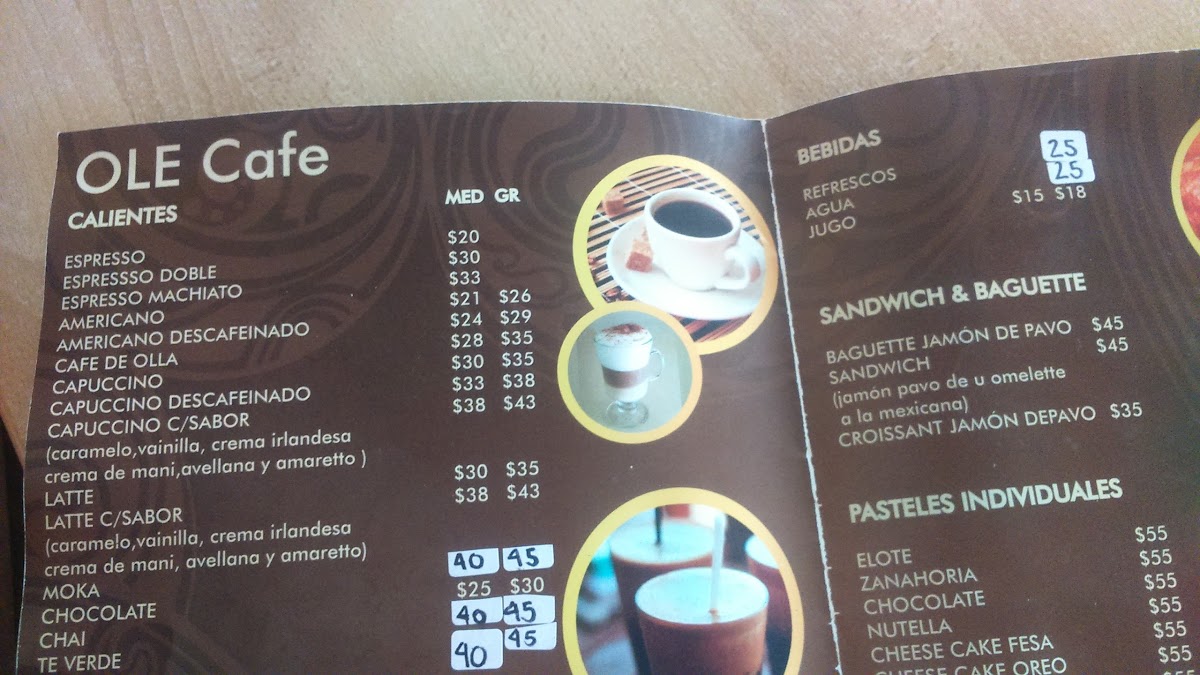 OLE Cafe
CALIENTES MED GR
ESPRESSO $20
ESPRESSSO DOBLE $30
ESPRESSO MACHIATO $33
AMERICANO $21 $26
AMERICANO DESCAFEINADO $24 $29
CAFE DE OLLA $28 $35
CAPUCCINO $30 $35
CAPUCCINO DESCAFEINADO $33 $38
CAPUCCINO C/SABOR $38 $43
(caramelo,vainilla, crema irlandesa
crema de mani,avellana y amaretto )
LATTE $30 $35
LATTE C/SABOR $38 $43
(caramelo,vainilla, crema irlandesa
crema de mani, avellana y amaretto)
MOKA 40 45
CHOCOLATE $25 $30
CHAI 40 45
TE VERDE 40 45
BEBIDAS
REFRESCOS 25
AGUA 25
JUGO $15 $18
SANDWICH & BAGUETTE
BAGUETTE JAMÓN DE PAVO $45
SANDWICH $45
(jamón pavo de u omelette
a la mexicana)
CROISSANT JAMÓN DEPAVO $35
PASTELES INDIVIDUALES
ELOTE $55
ZANAHORIA $55
CHOCOLATE $55
NUTELLA $55
CHEESE CAKE FESA $55
CHEESE CAKE OREO $55